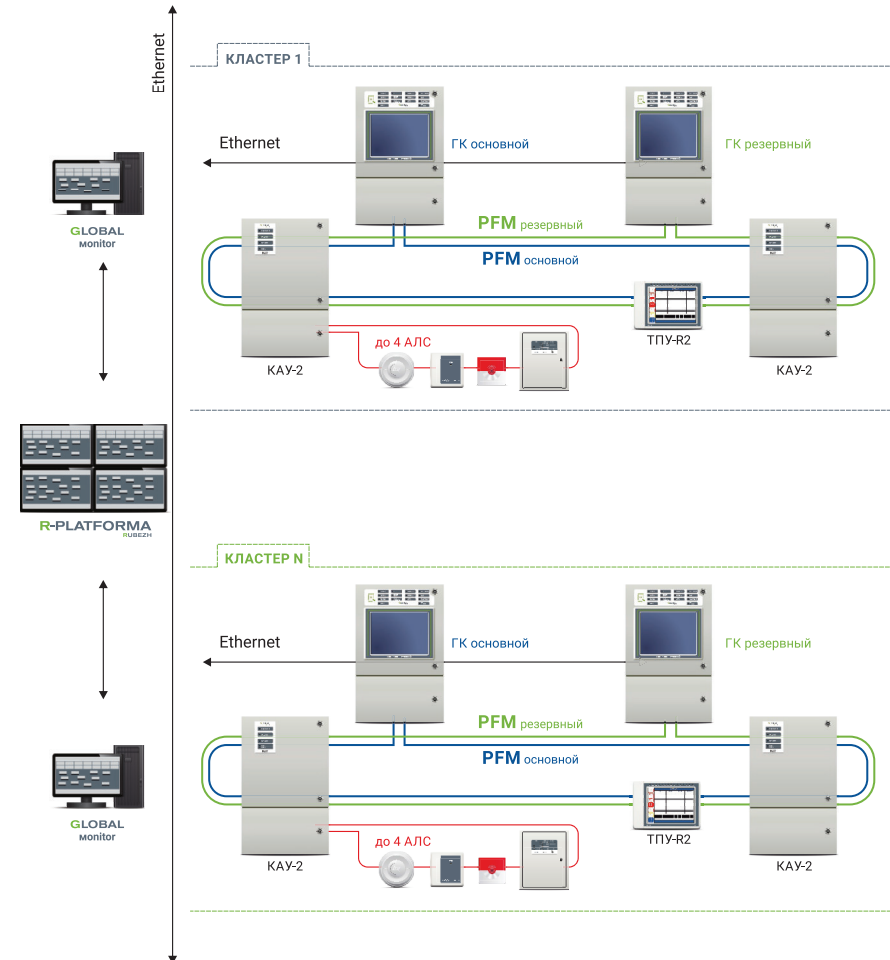 Ethernet
КЛАСТЕР 1
Ethernet
ГК основной
ГК резервный
GLOBAL
монitor
PFM резервный
PFM основной
до 4 АЛС
ТПУ-R2
КАУ-2
КАУ-2
R-PLATFORMA
RUBEZH
КЛАСТЕР N
Ethernet
ГК основной
ГК резервный
PFM резервный
PFM основной
GLOBAL
монitor
до 4 АЛС
ТПУ-R2
КАУ-2
КАУ-2